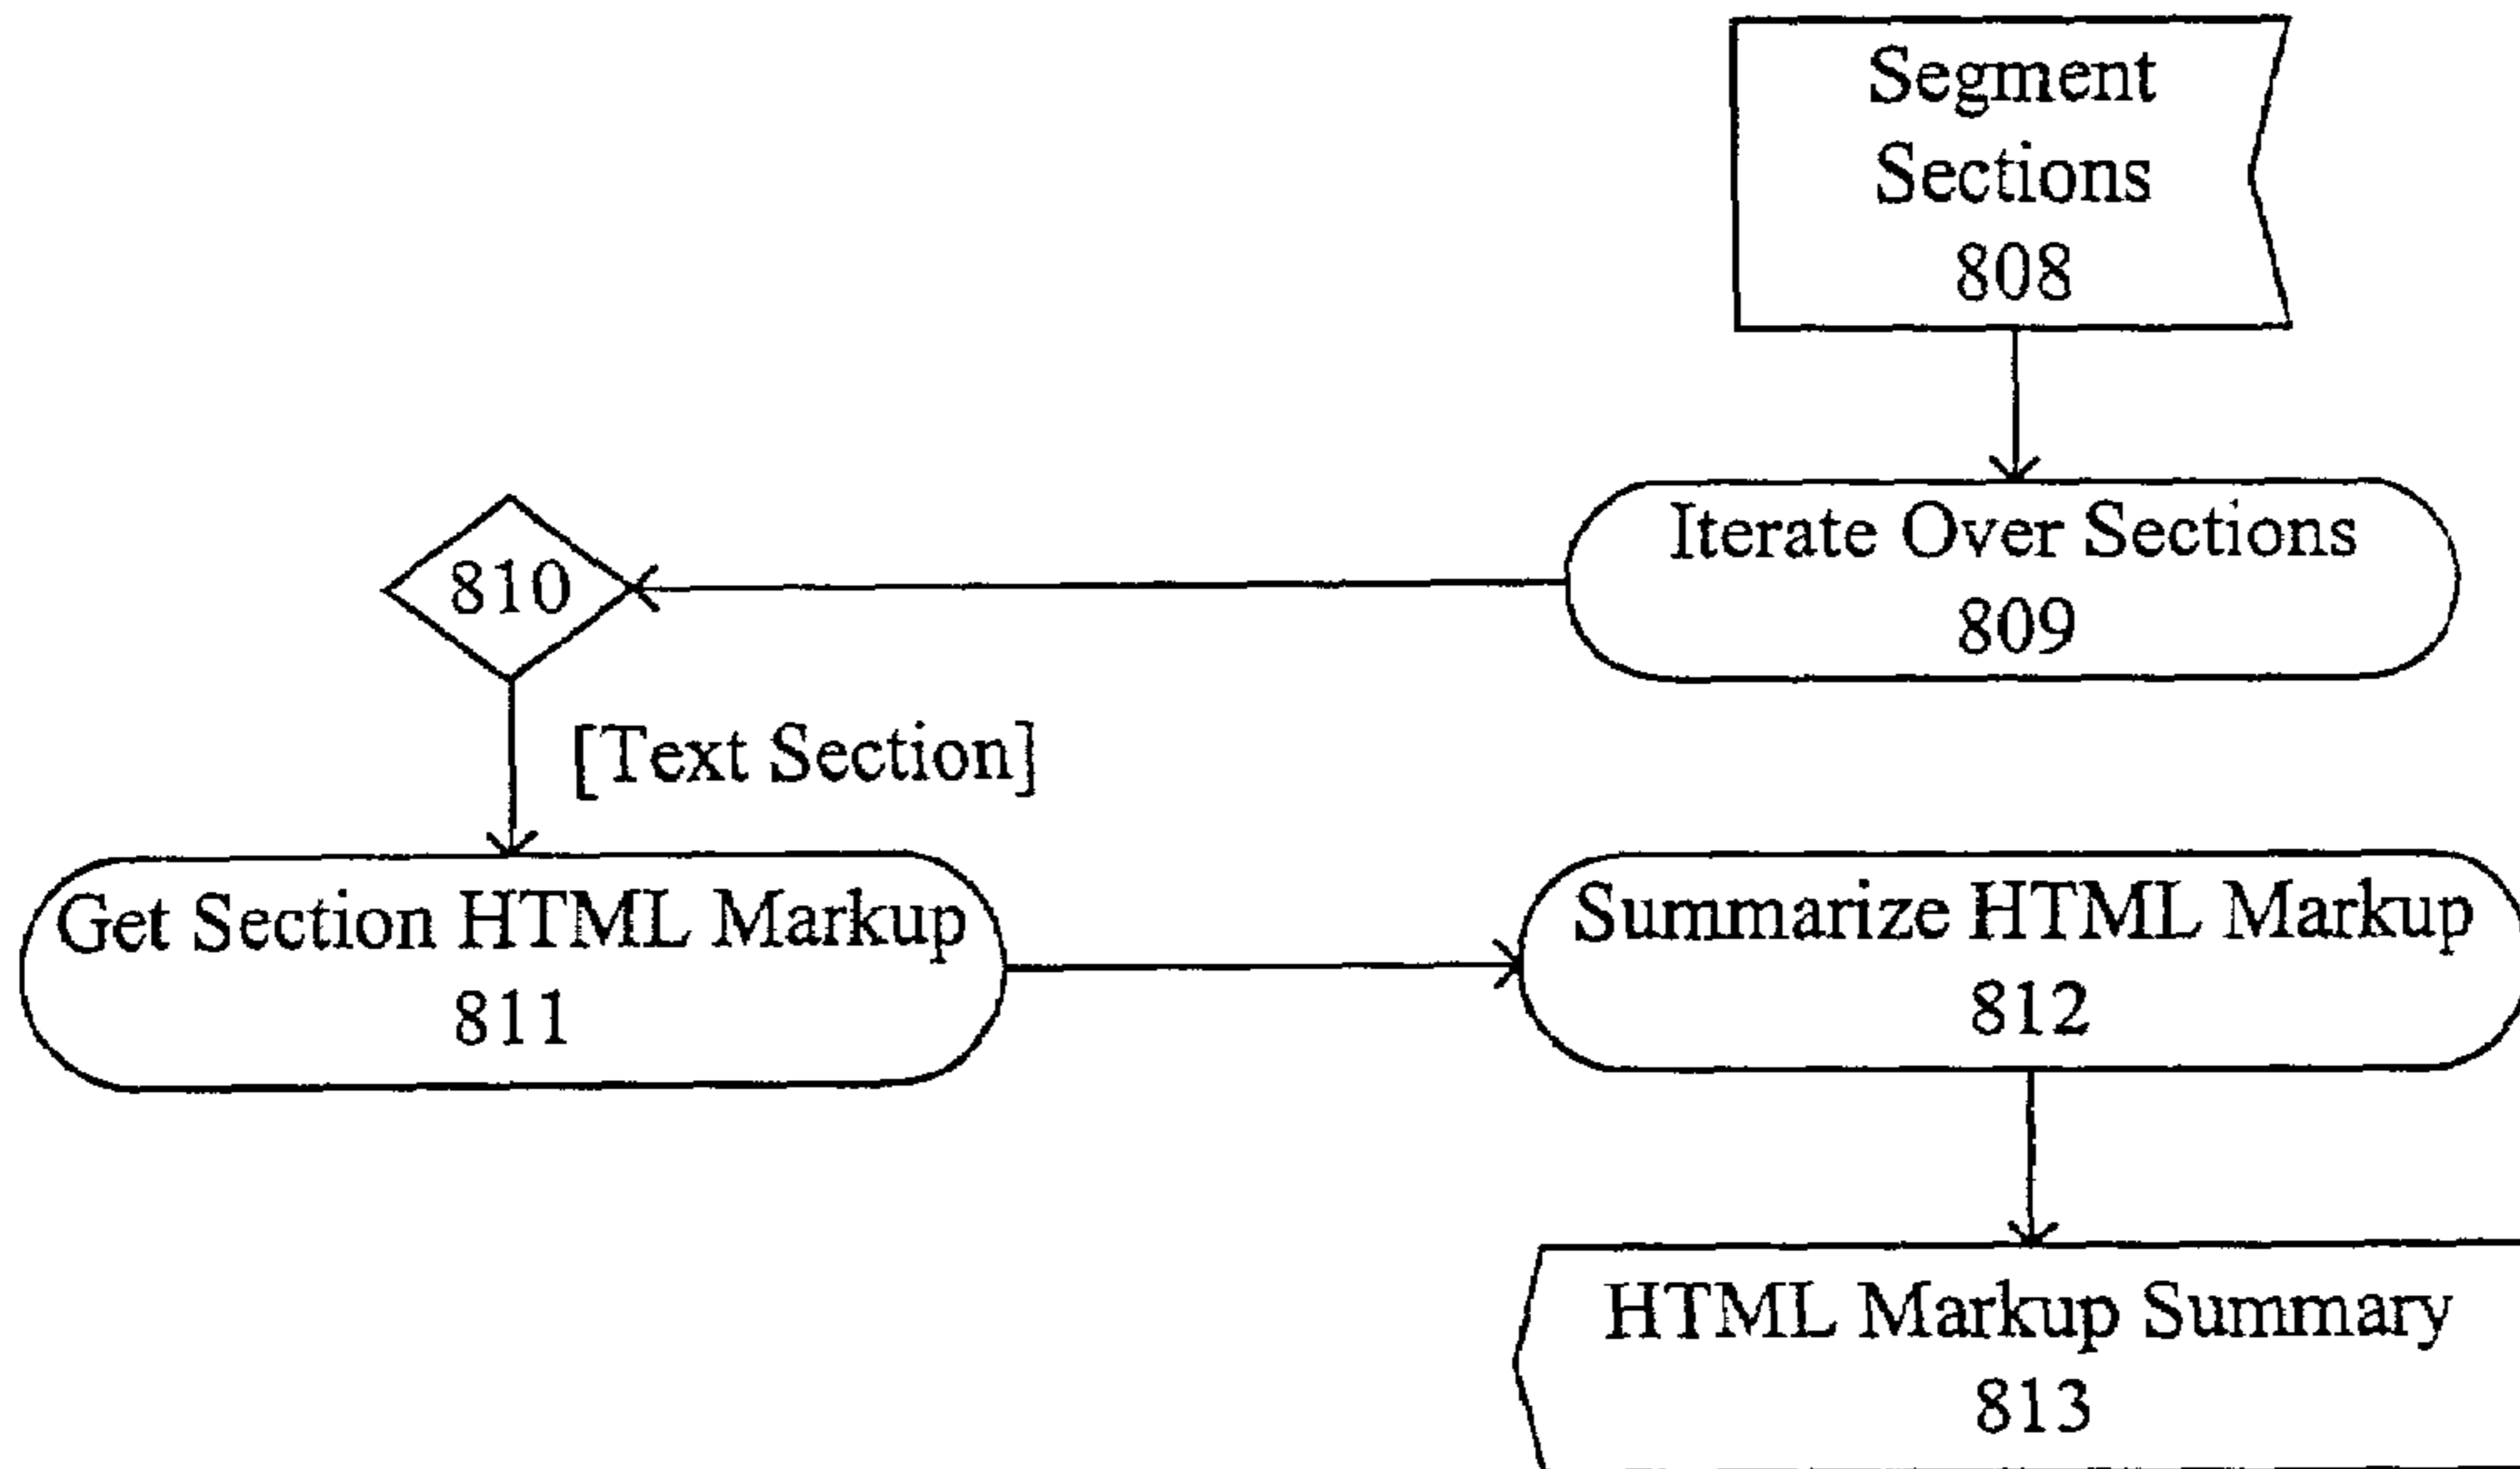 Segment
Sections
808
Iterate Over Sections
809
810
[Text Section]
Get Section HTML Markup
811
Summarize HTML Markup
812
HTML Markup Summary
813